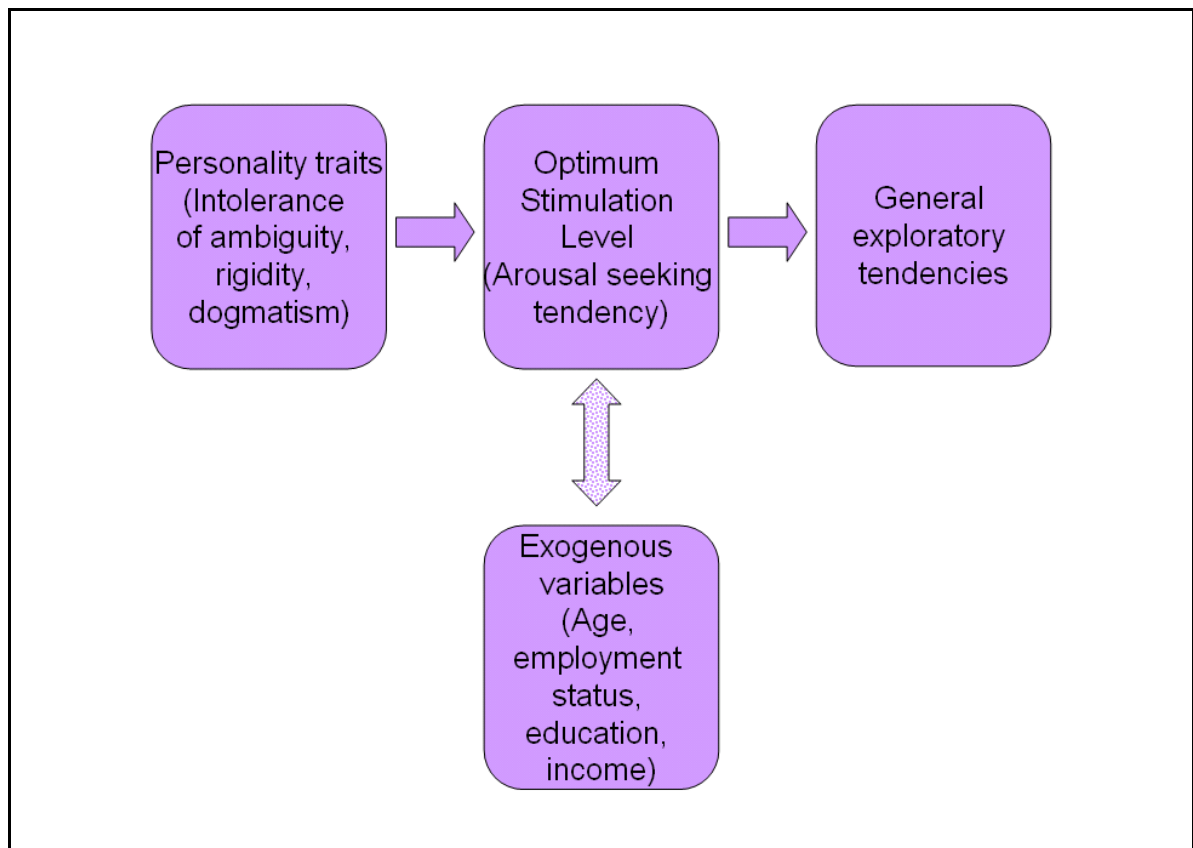 Personality traits
(Intolerance
of ambiguity,
rigidity,
dogmatism)
Optimum
Stimulation
Level
(Arousal seeking
tendency)
General
exploratory
tendencies
Exogenous
variables
(Age,
employment
status,
education,
income)